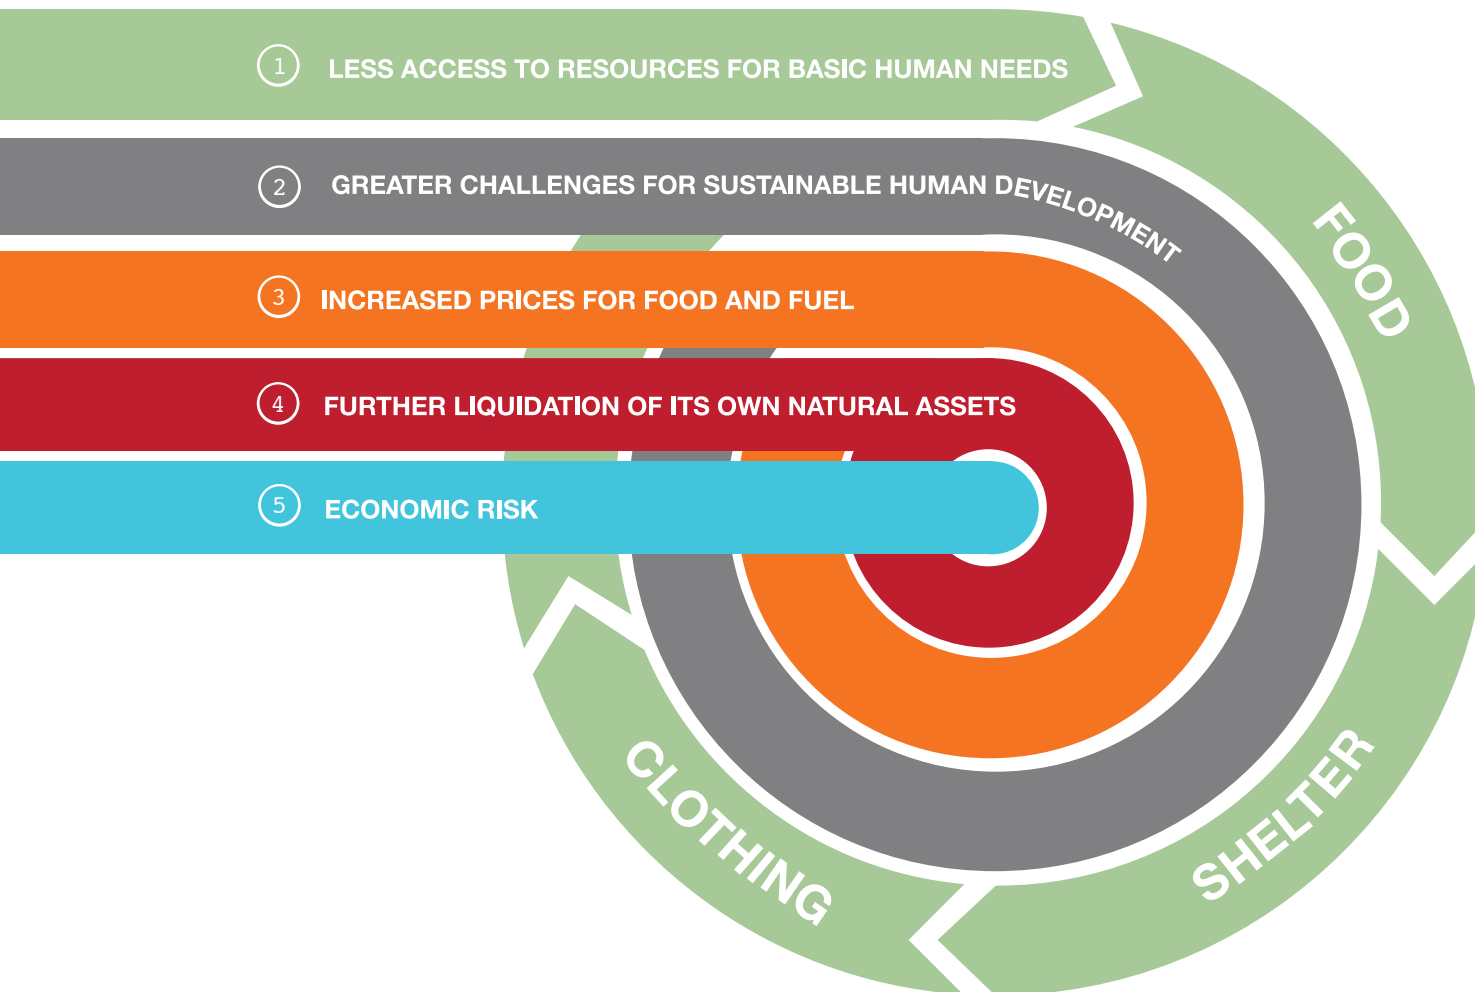 1 LESS ACCESS TO RESOURCES FOR BASIC HUMAN NEEDS
2 GREATER CHALLENGES FOR SUSTAINABLE HUMAN DEVELOPMENT
3 INCREASED PRICES FOR FOOD AND FUEL
4 FURTHER LIQUIDATION OF ITS OWN NATURAL ASSETS
5 ECONOMIC RISK
FOOD
SHELTER
CLOTHING